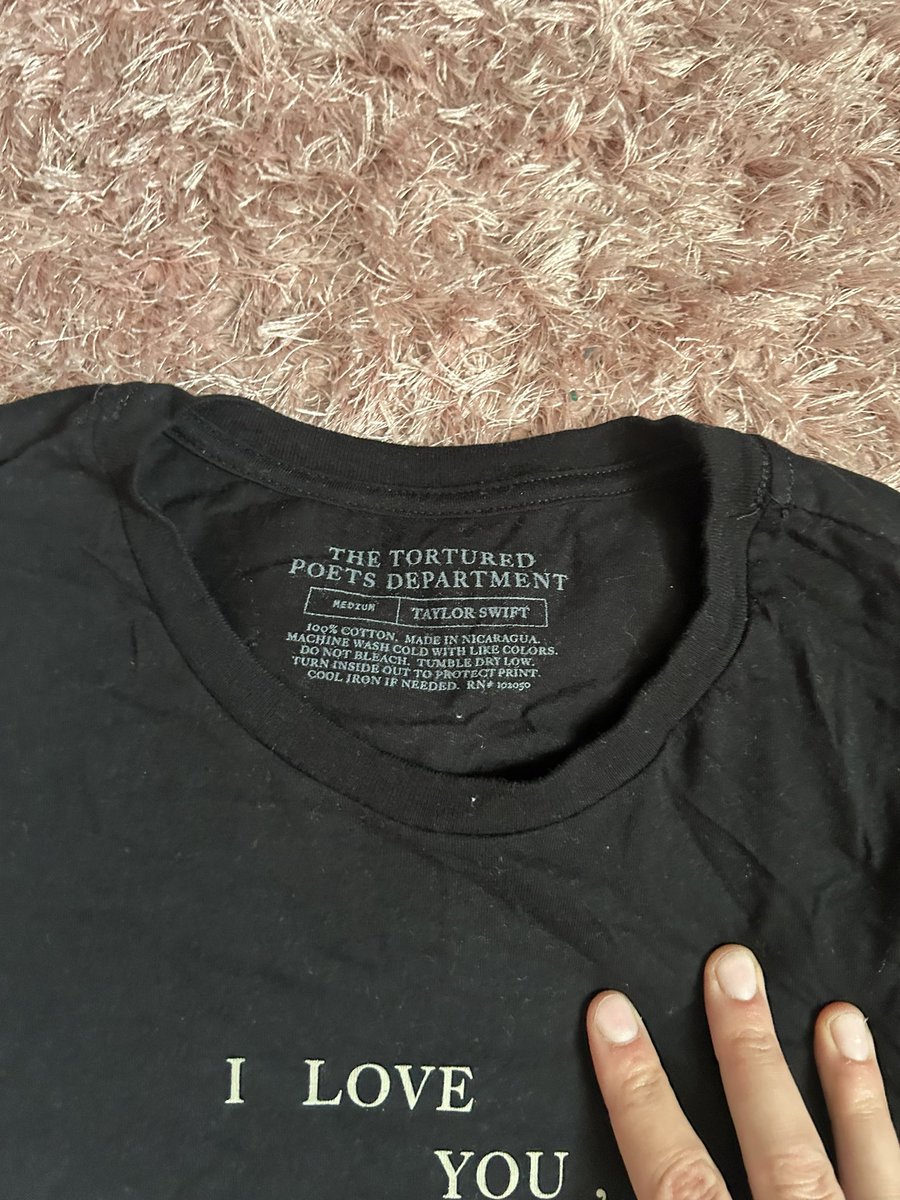 THE TORTURED
POETS DEPARTMENT
MEDIUM TAYLOR SWIFT
100% COTTON. MADE IN NICARAGUA.
MACHINE WASH COLD WITH LIKE COLORS.
DO NOT BLEACH. TUMBLE DRY LOW.
TURN INSIDE OUT TO PROTECT PRINT.
COOL IRON IF NEEDED. RN# 102050
I LOVE
YOU,